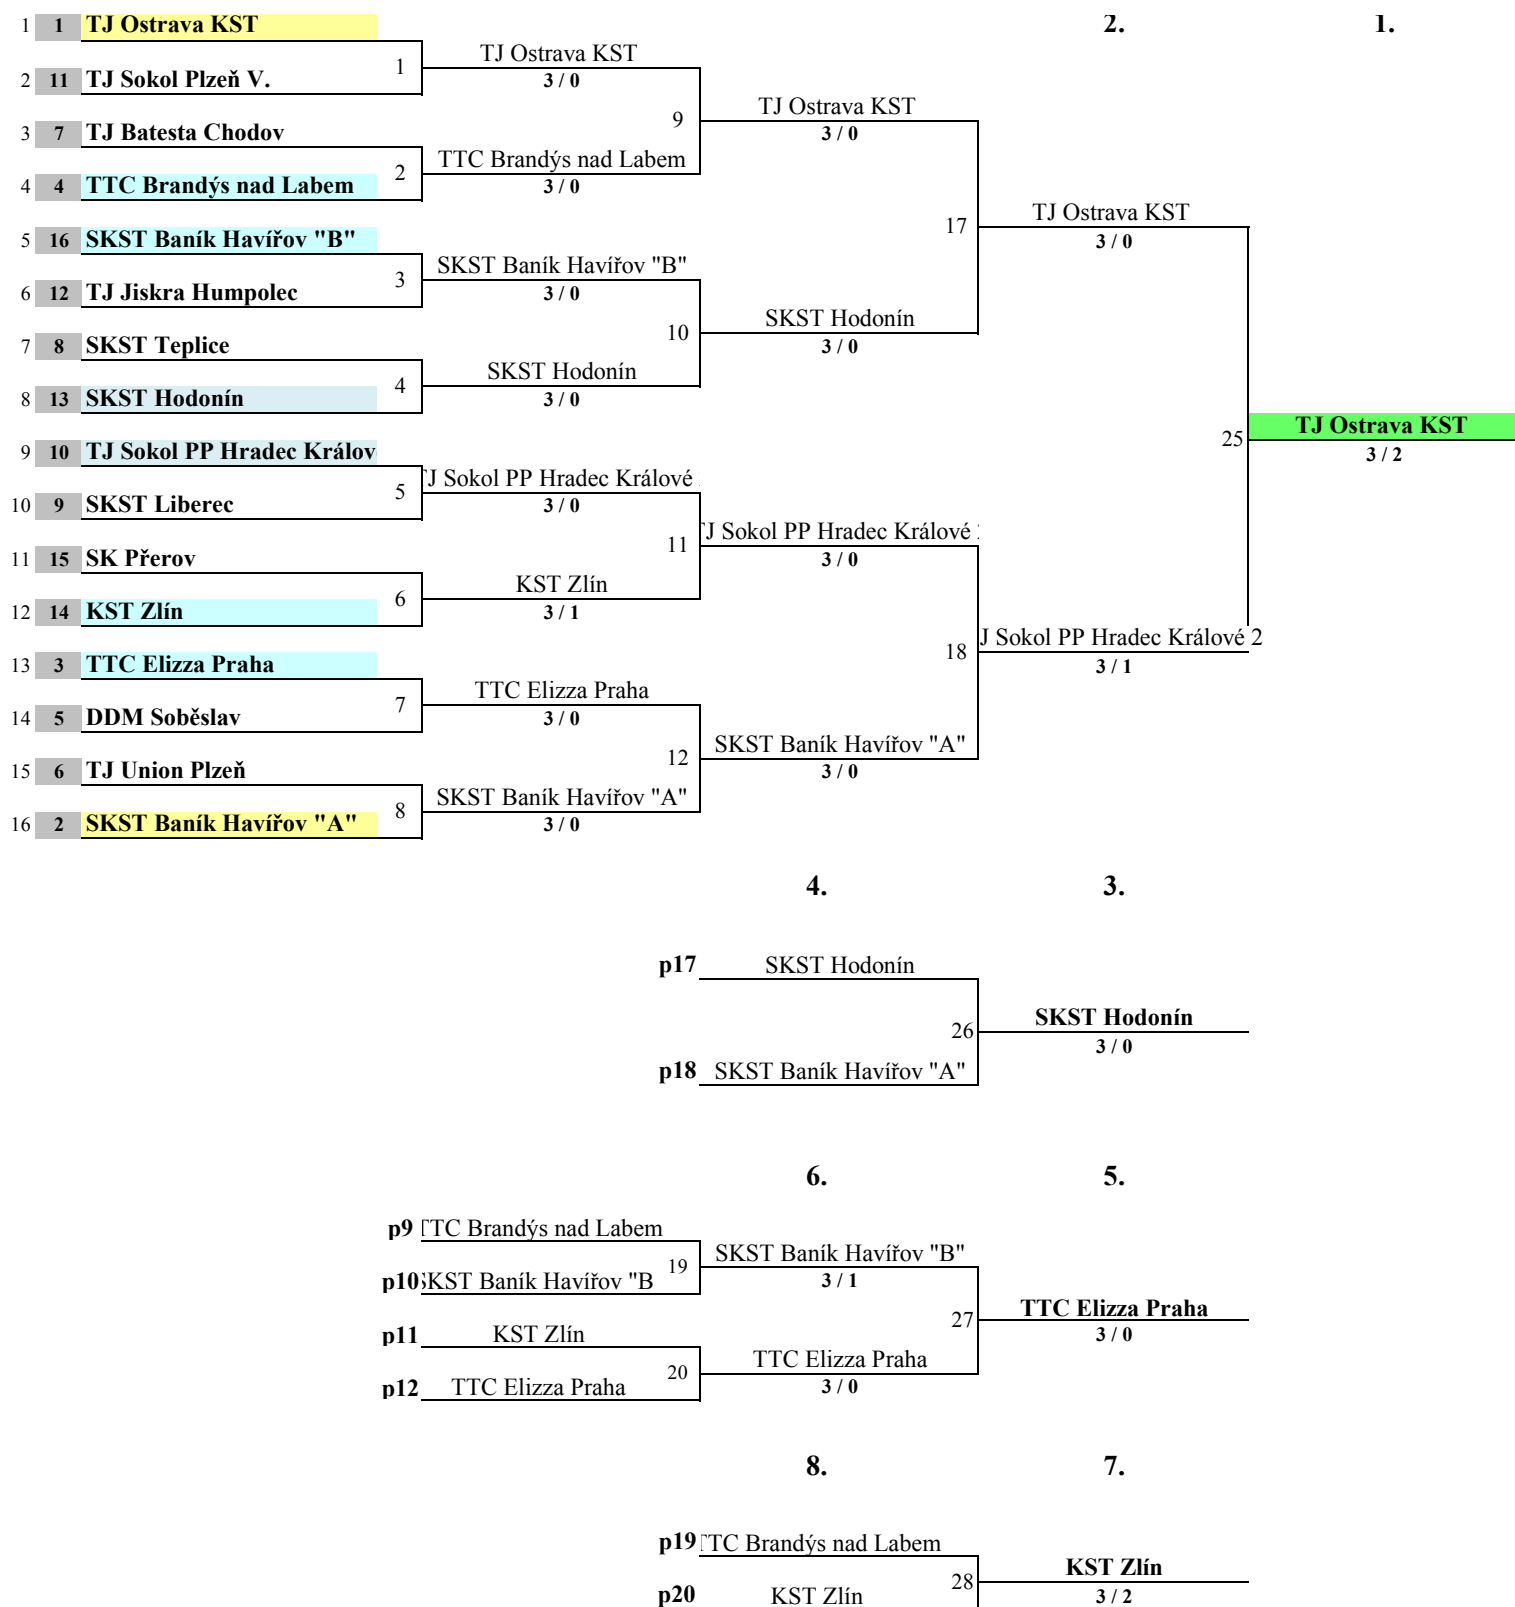 2. 1.
1 1 TJ Ostrava KST
1 TJ Ostrava KST
3 / 0
2 11 TJ Sokol Plzeň V.
9 TJ Ostrava KST
3 / 0
3 7 TJ Batesta Chodov
2 TTC Brandýs nad Labem
3 / 0
4 4 TTC Brandýs nad Labem
17 TJ Ostrava KST
3 / 0
5 16 SKST Baník Havířov "B"
3 SKST Baník Havířov "B"
3 / 0
6 12 TJ Jiskra Humpolec
10 SKST Hodonín
3 / 0
7 8 SKST Teplice
4 SKST Hodonín
3 / 0
8 13 SKST Hodonín
25 TJ Ostrava KST
3 / 2
9 10 TJ Sokol PP Hradec Králov
5 J Sokol PP Hradec Králové
3 / 0
10 9 SKST Liberec
11 TJ Sokol PP Hradec Králové 2
3 / 0
11 15 SK Přerov
6 KST Zlín
3 / 1
12 14 KST Zlín
18 J Sokol PP Hradec Králové 2
3 / 1
13 3 TTC Elizza Praha
7 TTC Elizza Praha
3 / 0
14 5 DDM Soběslav
12 SKST Baník Havířov "A"
3 / 0
15 6 TJ Union Plzeň
8 SKST Baník Havířov "A"
3 / 0
16 2 SKST Baník Havířov "A"
4. 3.
p17 SKST Hodonín
26 SKST Hodonín
3 / 0
p18 SKST Baník Havířov "A"
6. 5.
p9 TTC Brandýs nad Labem
19 SKST Baník Havířov "B"
3 / 1
p10 SKST Baník Havířov "B
27 TTC Elizza Praha
3 / 0
p11 KST Zlín
20 TTC Elizza Praha
3 / 0
p12 TTC Elizza Praha
8. 7.
p19 TTC Brandýs nad Labem
28 KST Zlín
3 / 2
p20 KST Zlín